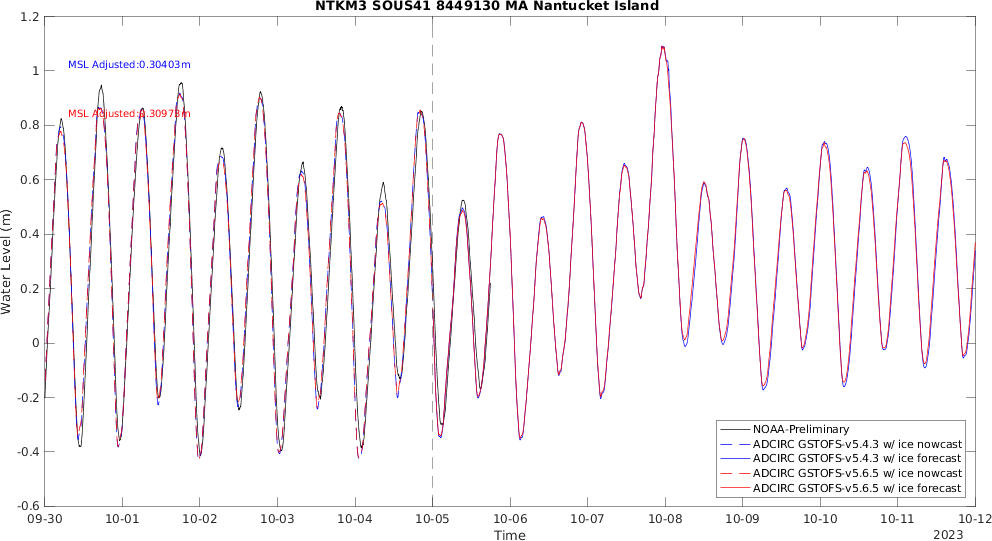 NTKM3 SOUS41 8449130 MA Nantucket Island
1.2
1
0.8
0.6
0.4
0.2
0
-0.2
-0.4
-0.6
Water Level (m)
MSL Adjusted:0.30403m
MSL Adjusted:0.30973m
NOAA-Preliminary
ADCIRC GSTOFS-v5.4.3 w/ ice nowcast
ADCIRC GSTOFS-v5.4.3 w/ ice forecast
ADCIRC GSTOFS-v5.6.5 w/ ice nowcast
ADCIRC GSTOFS-v5.6.5 w/ ice forecast
09-30 10-01 10-02 10-03 10-04 10-05 10-06 10-07 10-08 10-09 10-10 10-11 10-12
Time
2023